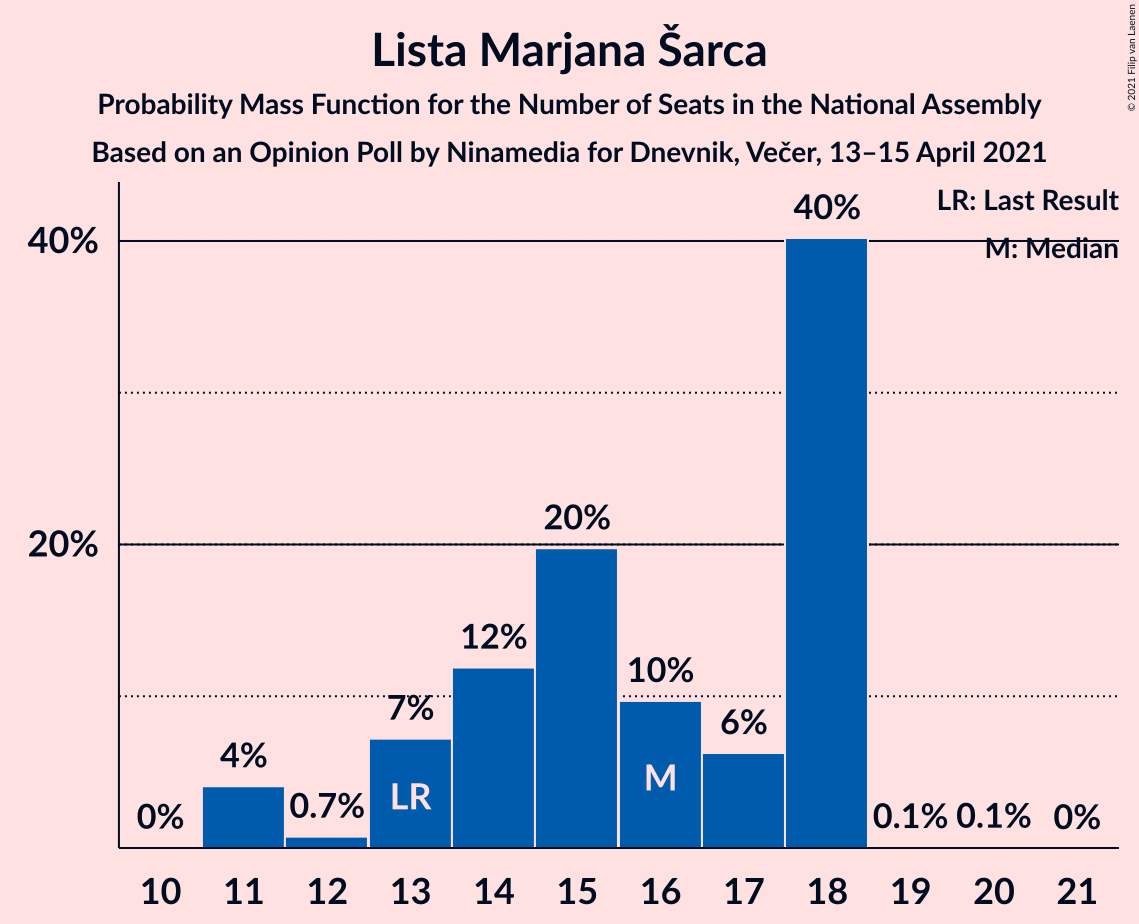 Lista Marjana Šarca
Probability Mass Function for the Number of Seats in the National Assembly
Based on an Opinion Poll by Ninamedia for Dnevnik, Večer, 13–15 April 2021
© 2021 Filip van Laenen
LR: Last Result
M: Median
40%
20%
0%
4%
0.7%
7%
12%
20%
10%
6%
40%
0.1%
0.1%
0%
LR
M
10 11 12 13 14 15 16 17 18 19 20 21